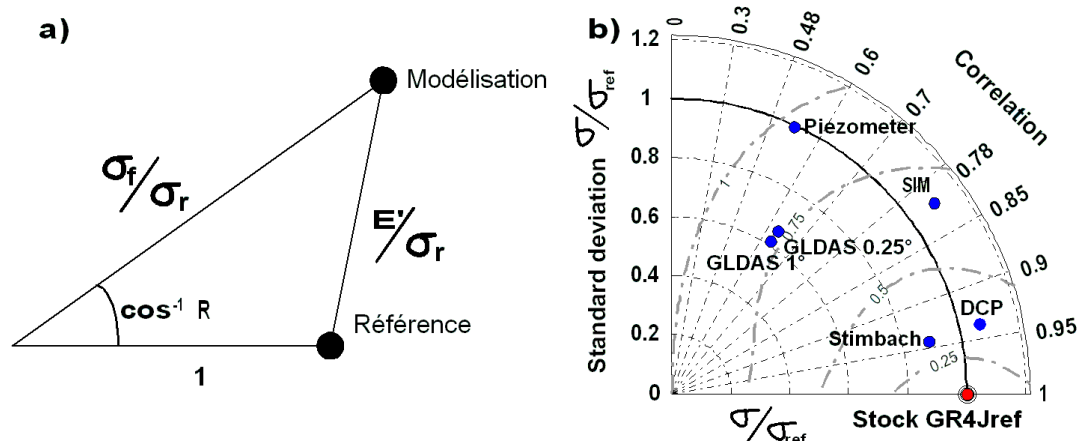 a)
Modélisation
σf/σr
E'/σr
cos⁻¹ R
Référence
1
b)
Standard deviation σ/σref
1.2
1
0.8
0.6
0.4
0.2
0
0
0.3
0.48
0.6
0.7
0.78
0.85
0.9
0.95
1
Correlation
Piezometer
SIM
GLDAS 0.25°
GLDAS 1°
DCP
Stimbach
1
0.75
0.5
0.25
σ/σref
Stock GR4Jref